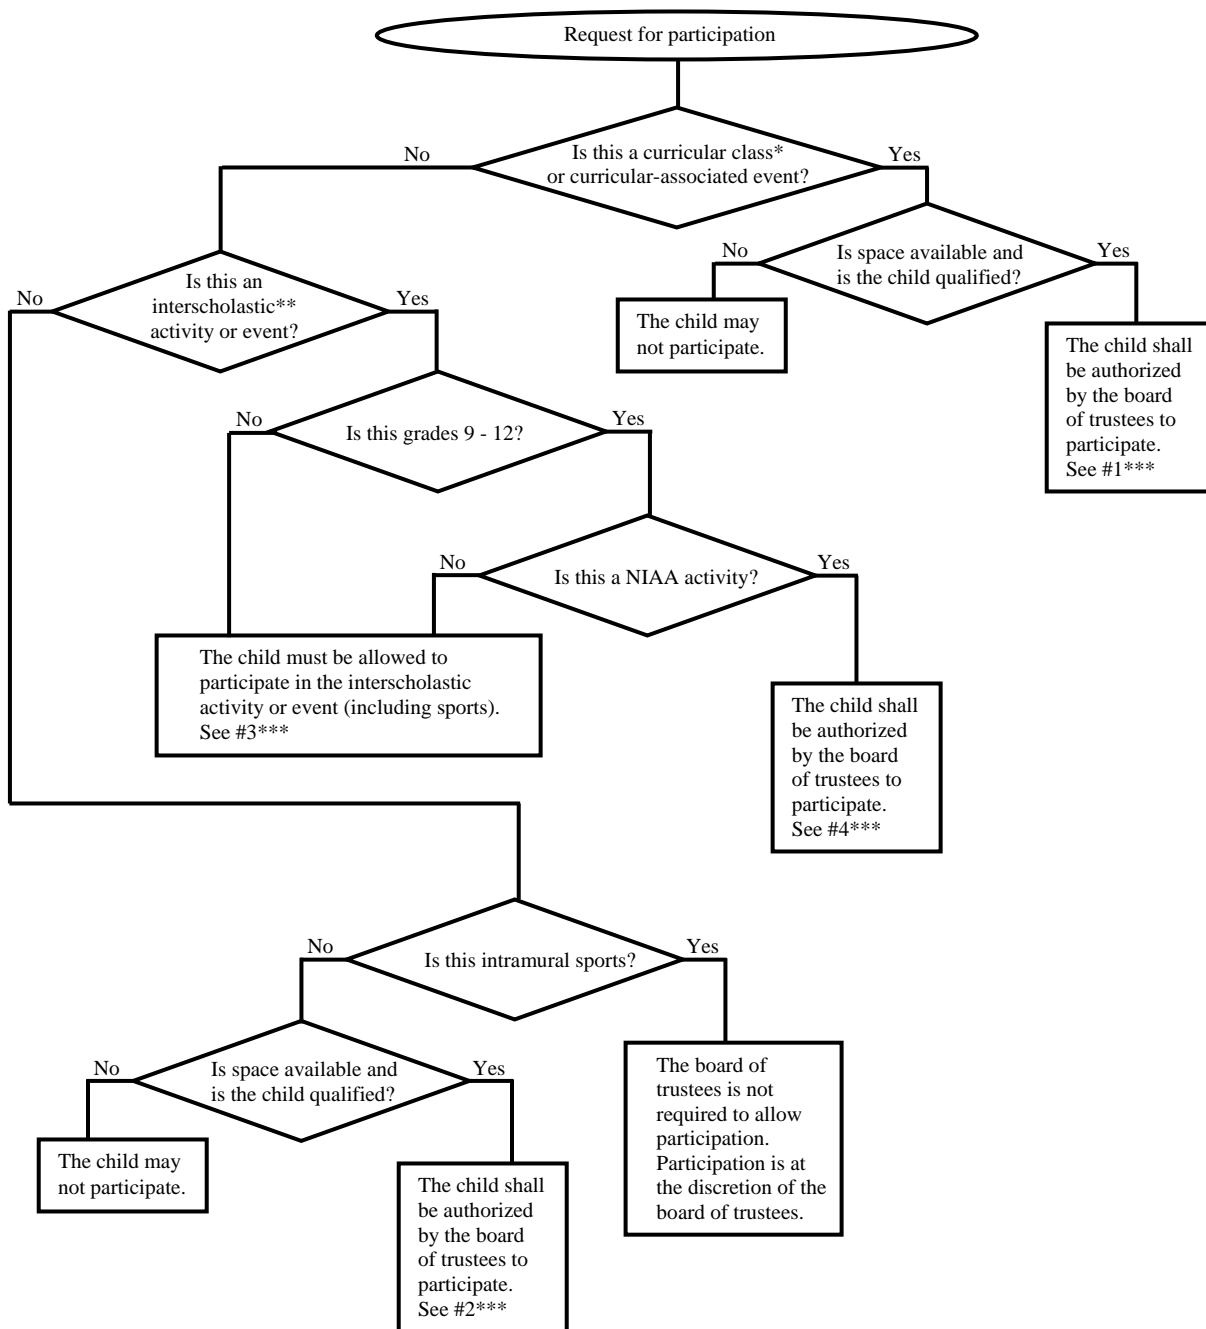 Request for participation
Is this a curricular class*
or curricular-associated event?
No
Yes
Is space available and
is the child qualified?
No
Yes
The child may
not participate.
The child shall
be authorized
by the board
of trustees to
participate.
See #1***
Is this an
interscholastic**
activity or event?
No
Yes
Is this grades 9 - 12?
No
Yes
Is this a NIAA activity?
No
Yes
The child must be allowed to
participate in the interscholastic
activity or event (including sports).
See #3***
The child shall
be authorized
by the board
of trustees to
participate.
See #4***
Is this intramural sports?
No
Yes
Is space available and
is the child qualified?
No
Yes
The child may
not participate.
The child shall
be authorized
by the board
of trustees to
participate.
See #2***
The board of
trustees is not
required to allow
participation.
Participation is at
the discretion of the
board of trustees.